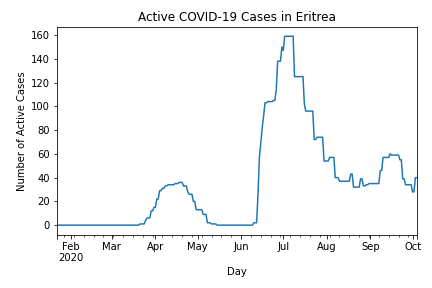 Active COVID-19 Cases in Eritrea
160
140
120
100
80
60
40
20
0
Number of Active Cases
Feb Mar Apr May Jun Jul Aug Sep Oct
2020
Day